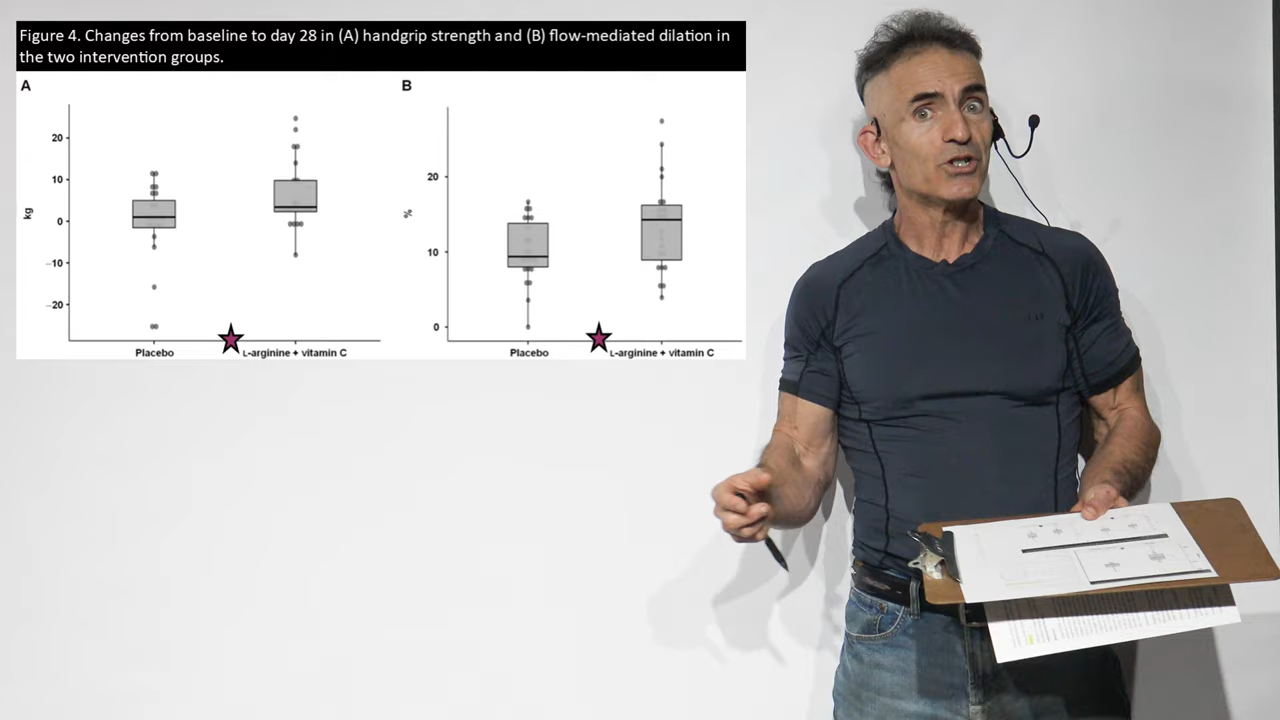 Figure 4. Changes from baseline to day 28 in (A) handgrip strength and (B) flow-mediated dilation in
the two intervention groups.
A
kg
20
10
0
−10
−20
Placebo
L-arginine + vitamin C
B
%
20
10
0
Placebo
L-arginine + vitamin C